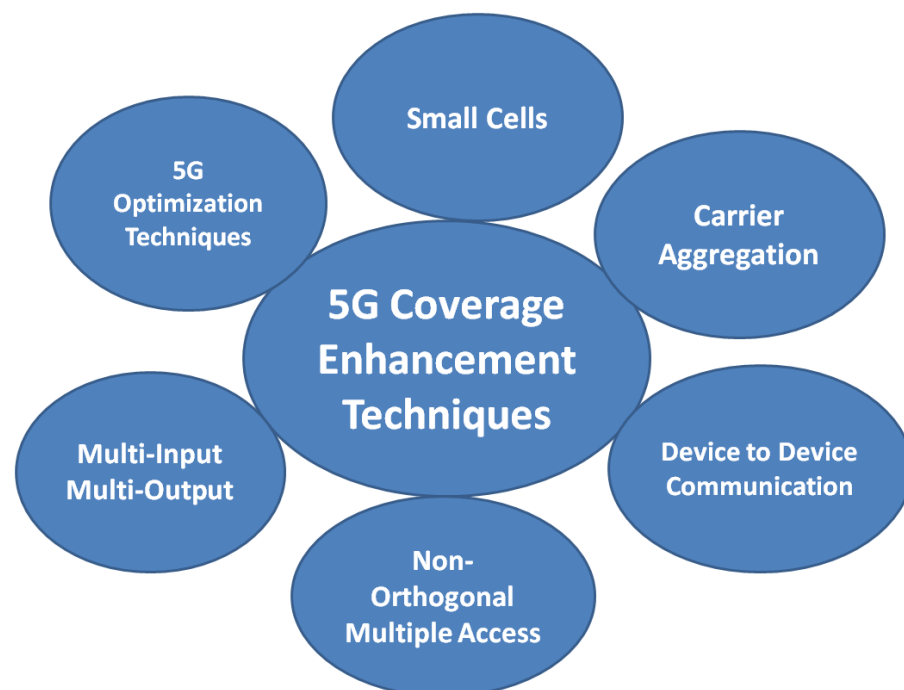 Small Cells
5G
Optimization
Techniques
Carrier
Aggregation
5G Coverage
Enhancement
Techniques
Multi-Input
Multi-Output
Device to Device
Communication
Non-
Orthogonal
Multiple Access